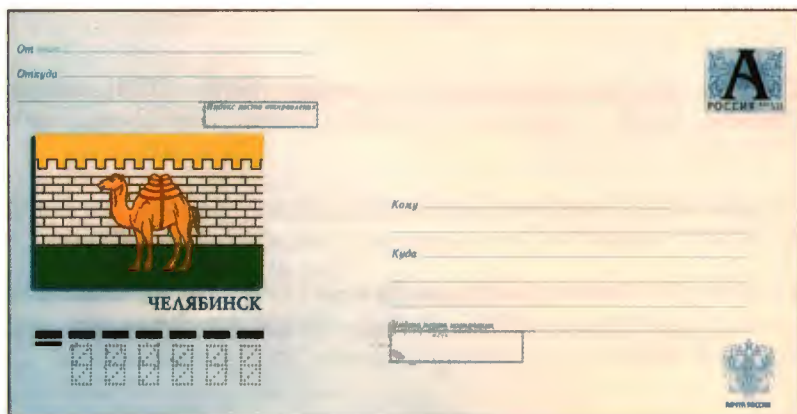 От
Откуда
Индекс места отправления
А
РОССИЯ
ЧЕЛЯБИНСК
Кому
Куда
Индекс места назначения
ПОЧТА РОССИИ